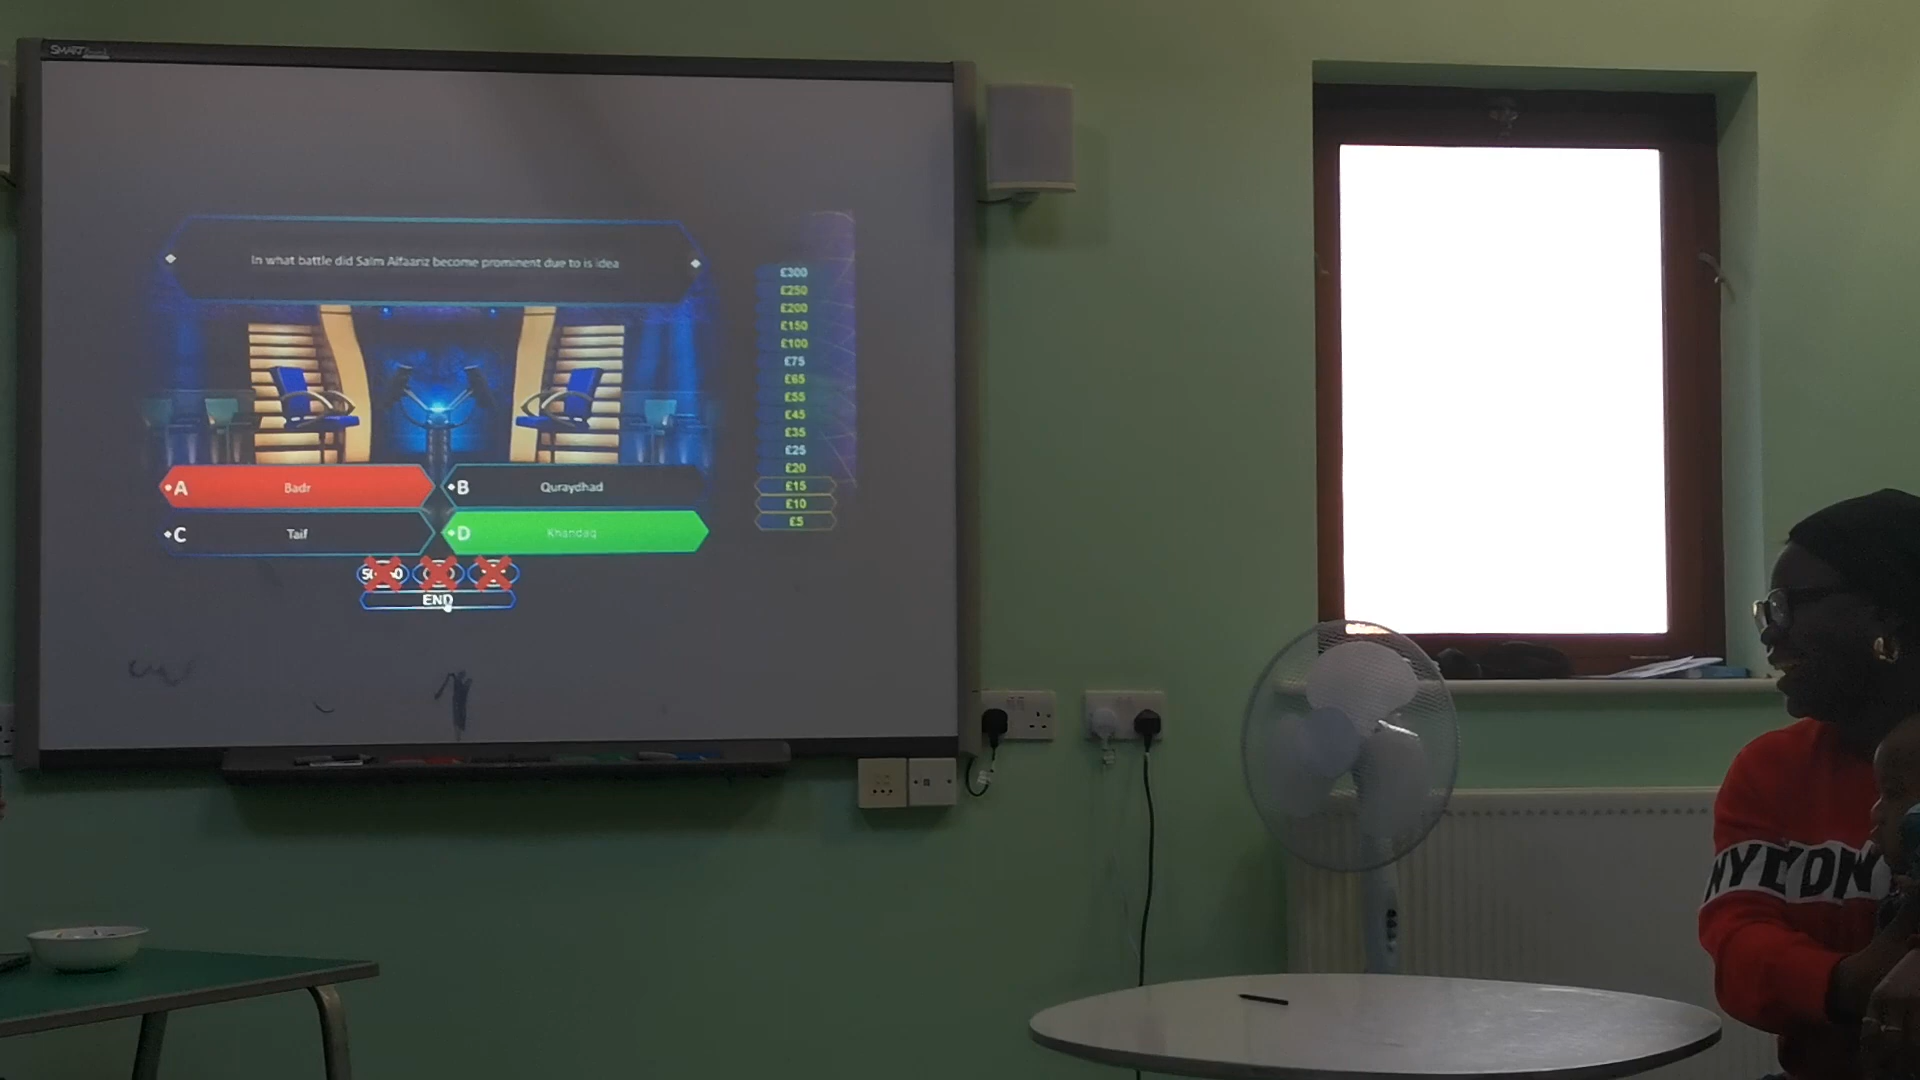 SMART
In what battle did Salm Alfaariz become prominent due to is idea
£300
£250
£200
£150
£100
£75
£65
£55
£45
£35
£25
£20
£15
£10
£5
A Badr
B Quraydhad
C Taif
D Khandaq
END